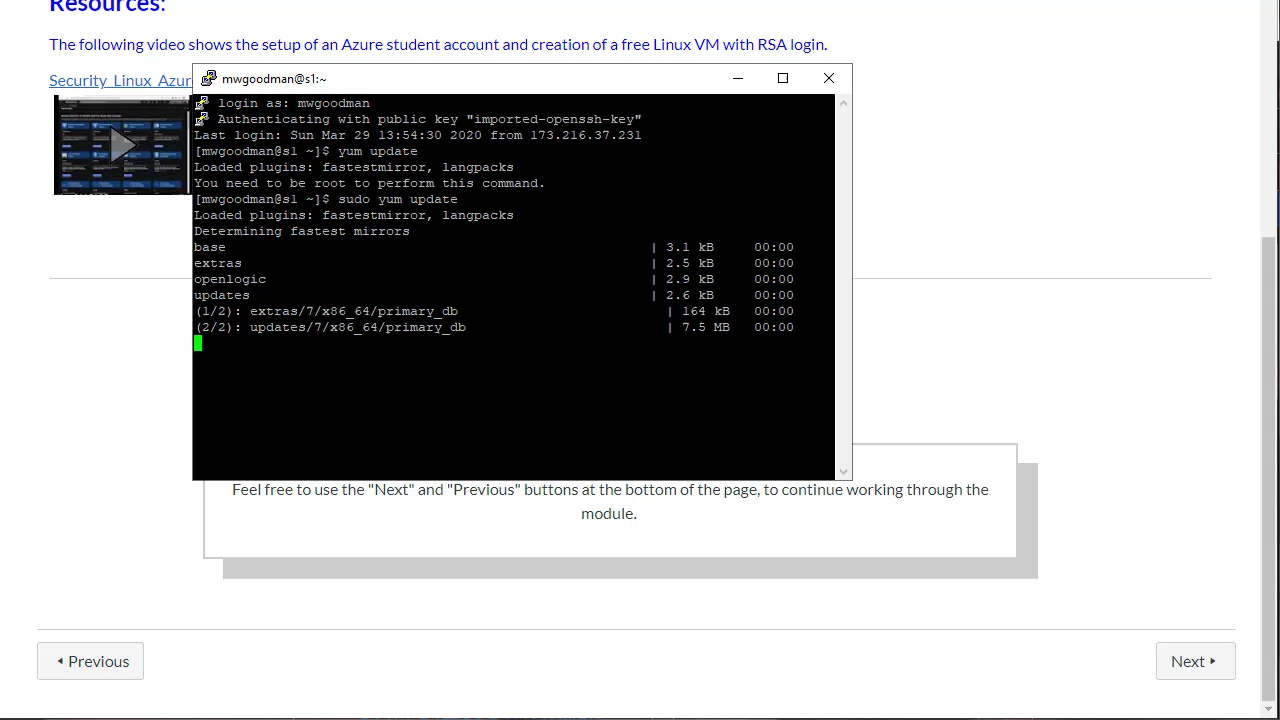 Resources:
The following video shows the setup of an Azure student account and creation of a free Linux VM with RSA login.
Security_Linux_Azur
mwgoodman@s1:~
login as: mwgoodman
Authenticating with public key "imported-openssh-key"
Last login: Sun Mar 29 13:54:30 2020 from 173.216.37.231
[mwgoodman@s1 ~]$ yum update
Loaded plugins: fastestmirror, langpacks
You need to be root to perform this command.
[mwgoodman@s1 ~]$ sudo yum update
Loaded plugins: fastestmirror, langpacks
Determining fastest mirrors
base | 3.1 kB 00:00
extras | 2.5 kB 00:00
openlogic | 2.9 kB 00:00
updates | 2.6 kB 00:00
(1/2): extras/7/x86_64/primary_db | 164 kB 00:00
(2/2): updates/7/x86_64/primary_db | 7.5 MB 00:00
Feel free to use the "Next" and "Previous" buttons at the bottom of the page, to continue working through the
module.
Previous
Next